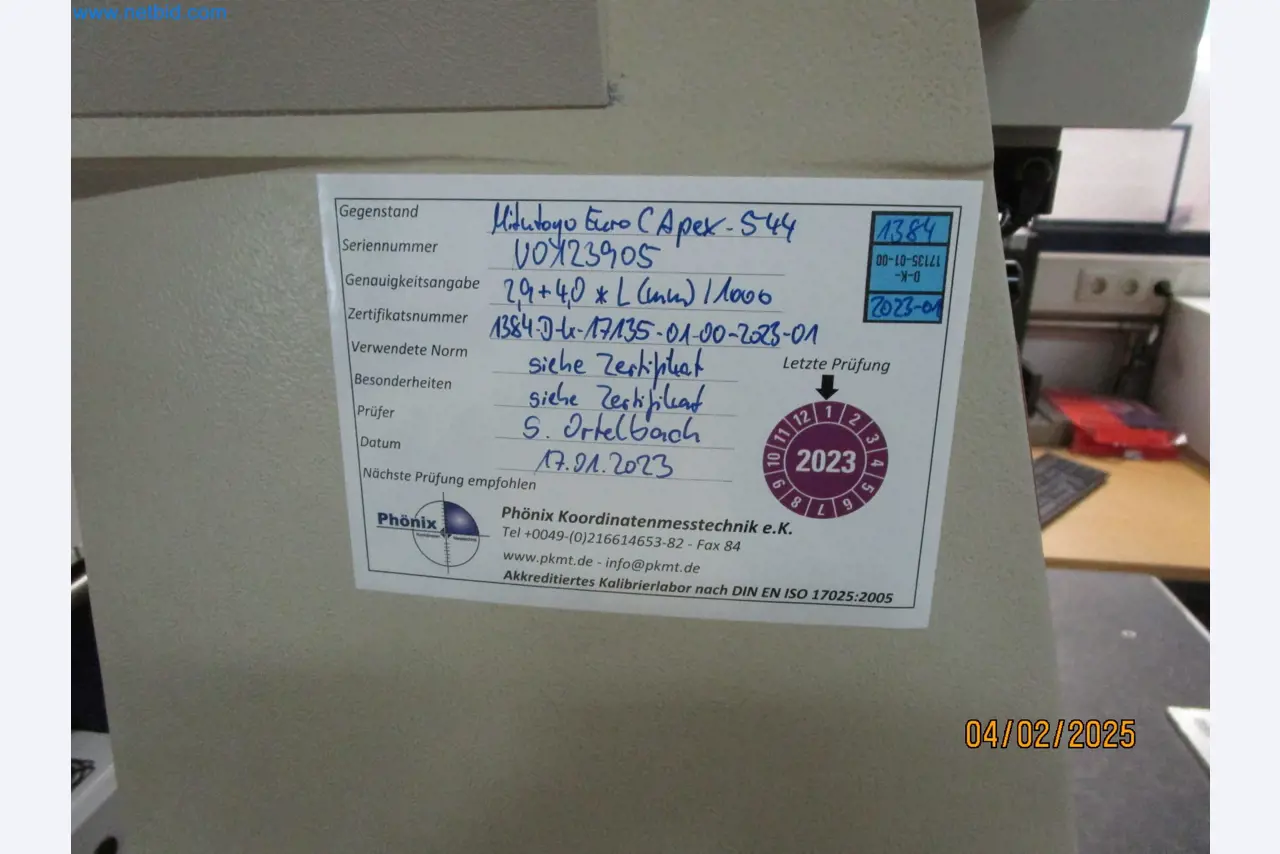 www.netbid.com
Gegenstand Mitutoyo Euro C Apex-544
Seriennummer V0123905
Genauigkeitsangabe 2,9+4,0 * L (mm) / 1000
Zertifikatsnummer 1384-D-K-17135-01-00-2023-01
Verwendete Norm siehe Zertifikat
Besonderheiten siehe Zertifikat
Prüfer S. Ortelbach
Datum 17.01.2023
Nächste Prüfung empfohlen
1384
D-K-
17135-01-00
2023-01
Letzte Prüfung
1 2 3 4 5 6 7 8 9 10 11 12
2023
Phönix
Phönix Koordinatenmesstechnik e.K.
Tel +0049-(0)216614653-82 - Fax 84
www.pkmt.de - info@pkmt.de
Akkreditiertes Kalibrierlabor nach DIN EN ISO 17025:2005
04/02/2025